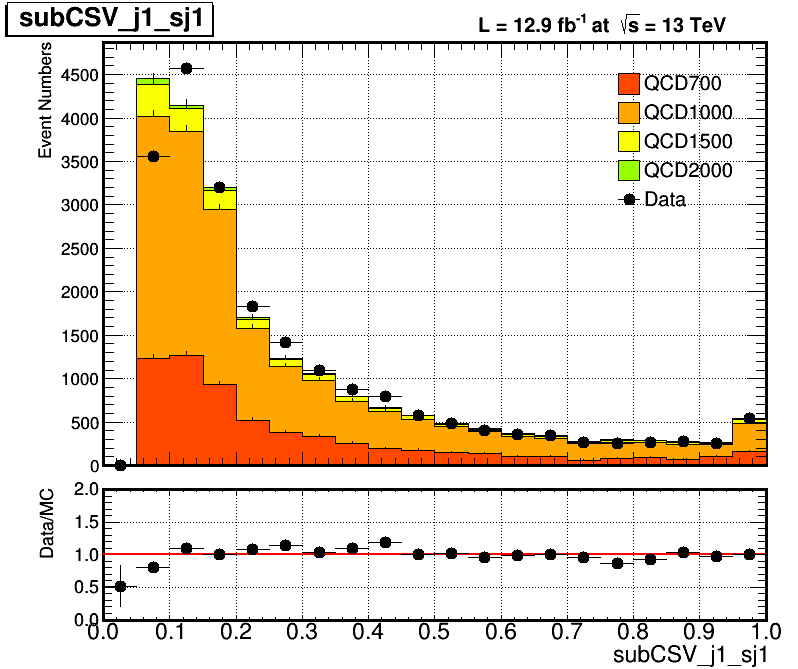 subCSV_j1_sj1
L = 12.9 fb⁻¹ at √s = 13 TeV
Event Numbers
4500
4000
3500
3000
2500
2000
1500
1000
500
0
QCD700
QCD1000
QCD1500
QCD2000
Data
Data/MC
2.0
1.5
1.0
0.5
0.0
0.0 0.1 0.2 0.3 0.4 0.5 0.6 0.7 0.8 0.9 1.0
subCSV_j1_sj1